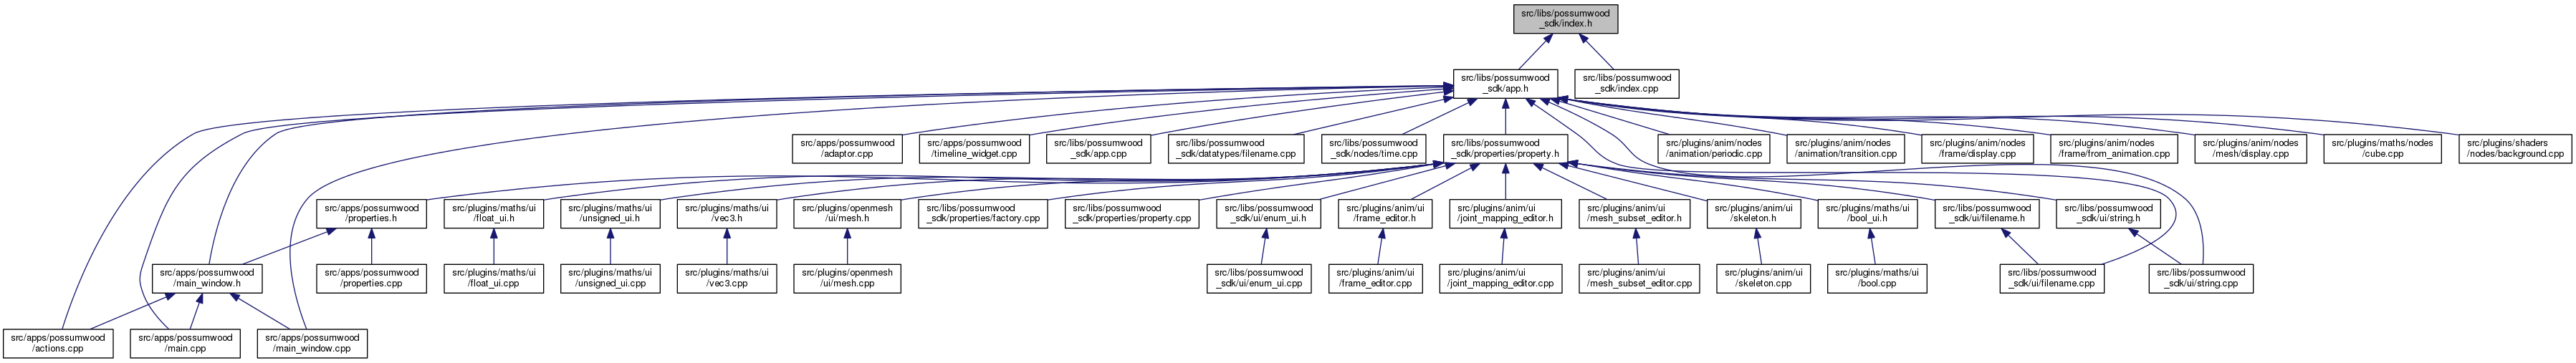 src/libs/possumwood
_sdk/index.h
src/libs/possumwood
_sdk/app.h
src/libs/possumwood
_sdk/index.cpp
src/apps/possumwood
/adaptor.cpp
src/apps/possumwood
/timeline_widget.cpp
src/libs/possumwood
_sdk/app.cpp
src/libs/possumwood
_sdk/datatypes/filename.cpp
src/libs/possumwood
_sdk/nodes/time.cpp
src/libs/possumwood
_sdk/properties/property.h
src/plugins/anim/nodes
/animation/periodic.cpp
src/plugins/anim/nodes
/animation/transition.cpp
src/plugins/anim/nodes
/frame/display.cpp
src/plugins/anim/nodes
/frame/from_animation.cpp
src/plugins/anim/nodes
/mesh/display.cpp
src/plugins/maths/nodes
/cube.cpp
src/plugins/shaders
/nodes/background.cpp
src/apps/possumwood
/properties.h
src/plugins/maths/ui
/float_ui.h
src/plugins/maths/ui
/unsigned_ui.h
src/plugins/maths/ui
/vec3.h
src/plugins/openmesh
/ui/mesh.h
src/libs/possumwood
_sdk/properties/factory.cpp
src/libs/possumwood
_sdk/properties/property.cpp
src/libs/possumwood
_sdk/ui/enum_ui.h
src/plugins/anim/ui
/frame_editor.h
src/plugins/anim/ui
/joint_mapping_editor.h
src/plugins/anim/ui
/mesh_subset_editor.h
src/plugins/anim/ui
/skeleton.h
src/plugins/maths/ui
/bool_ui.h
src/libs/possumwood
_sdk/ui/filename.h
src/libs/possumwood
_sdk/ui/string.h
src/apps/possumwood
/main_window.h
src/apps/possumwood
/properties.cpp
src/plugins/maths/ui
/float_ui.cpp
src/plugins/maths/ui
/unsigned_ui.cpp
src/plugins/maths/ui
/vec3.cpp
src/plugins/openmesh
/ui/mesh.cpp
src/libs/possumwood
_sdk/ui/enum_ui.cpp
src/plugins/anim/ui
/frame_editor.cpp
src/plugins/anim/ui
/joint_mapping_editor.cpp
src/plugins/anim/ui
/mesh_subset_editor.cpp
src/plugins/anim/ui
/skeleton.cpp
src/plugins/maths/ui
/bool.cpp
src/libs/possumwood
_sdk/ui/filename.cpp
src/libs/possumwood
_sdk/ui/string.cpp
src/apps/possumwood
/actions.cpp
src/apps/possumwood
/main.cpp
src/apps/possumwood
/main_window.cpp